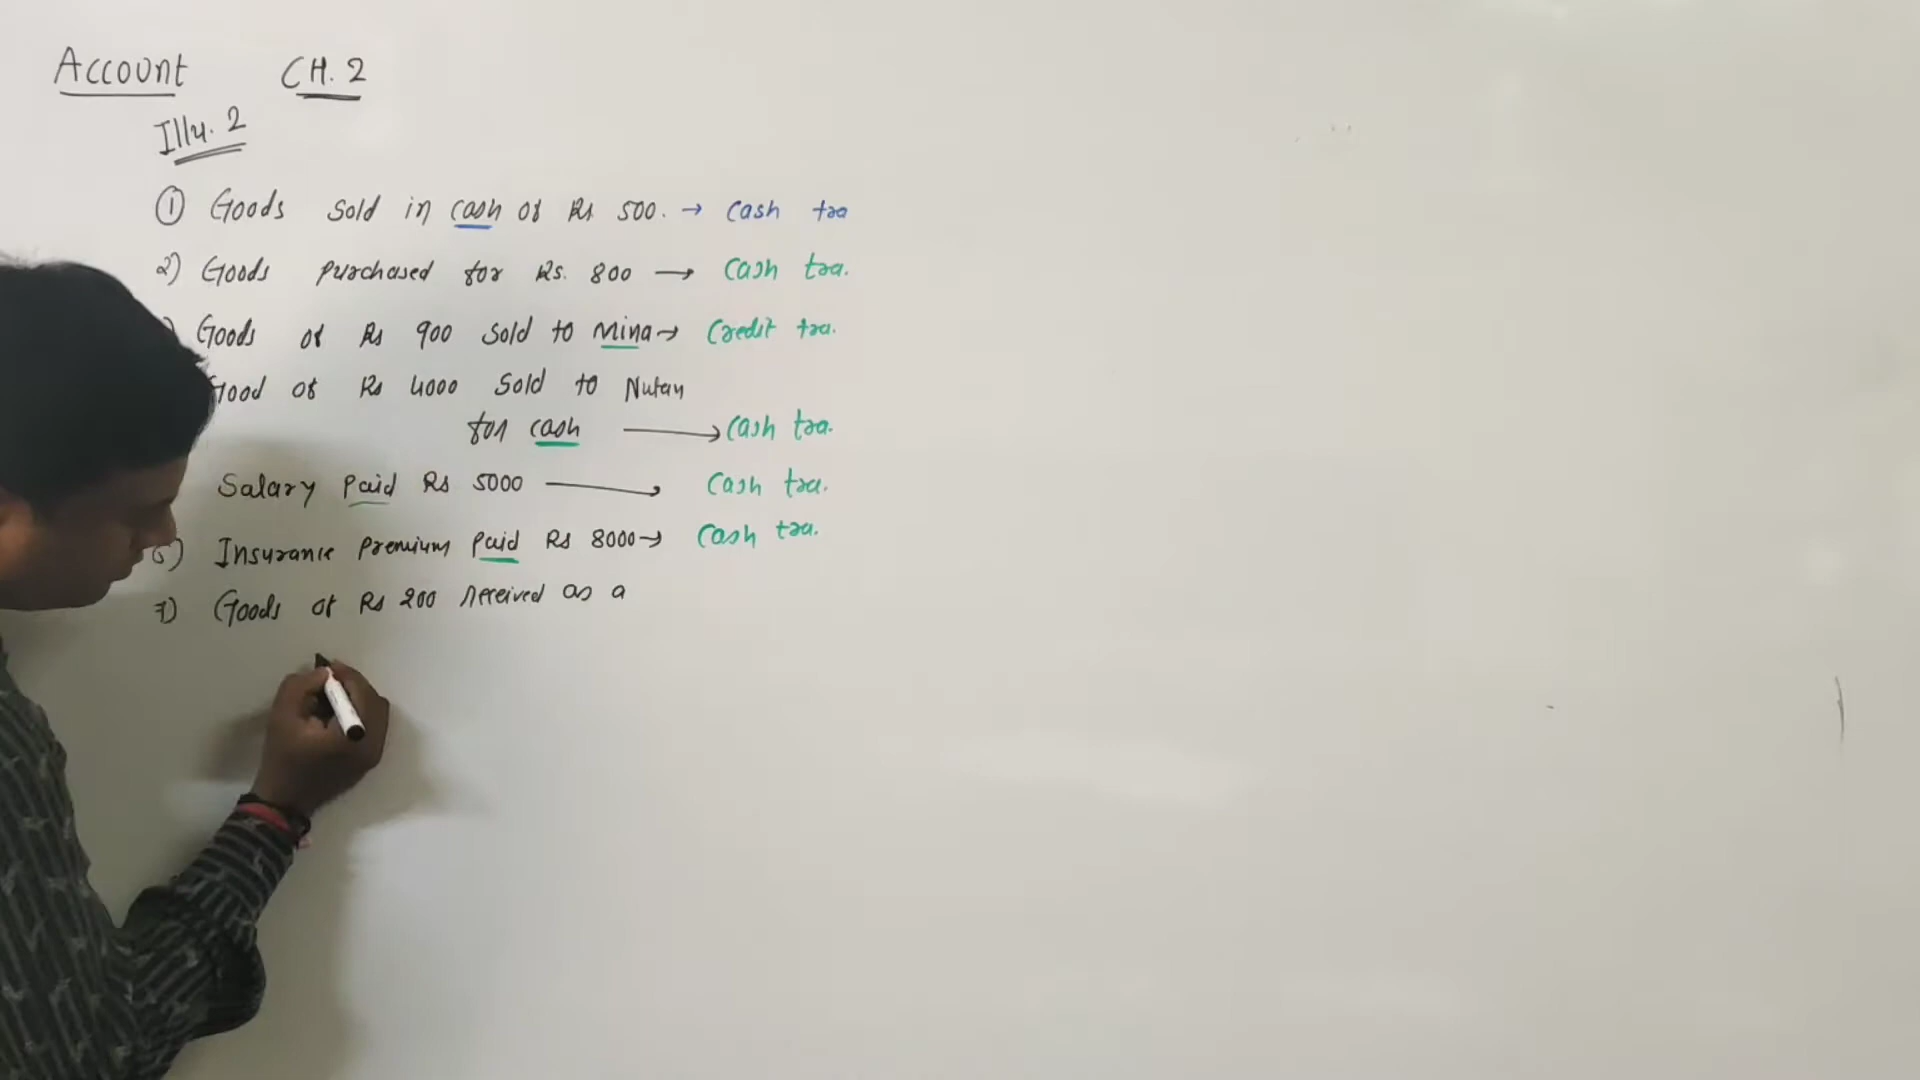 Account CH. 2
Illu. 2
① Goods sold in cash of Rs 500. → Cash tra
2) Goods purchased for Rs. 800 → Cash tra.
) Goods of Rs 900 sold to Mina → Credit tra.
Good of Rs 4000 sold to Nutan
for cash → Cash tra.
Salary paid Rs 5000 → Cash tra.
6) Insurance premium paid Rs 8000 → Cash tra.
7) Goods of Rs 200 received as a